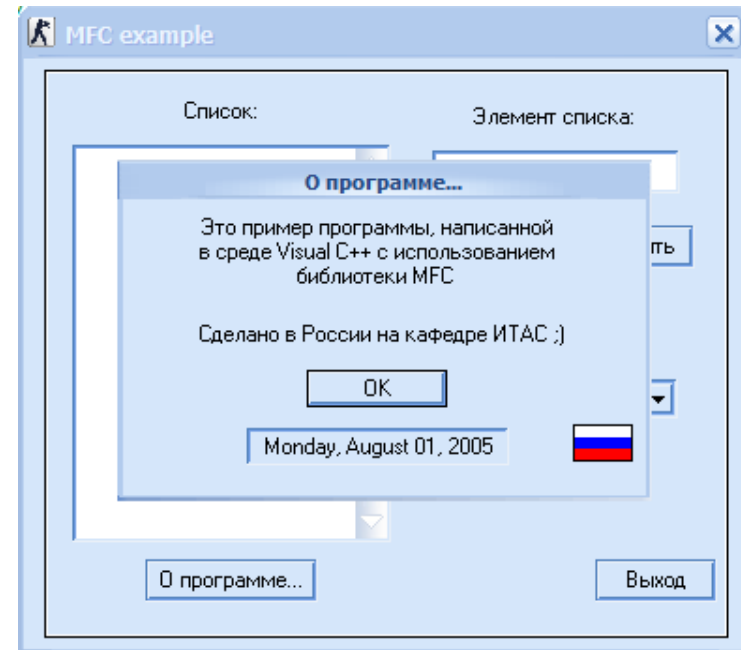 MFC example
Список:
Элемент списка:
О программе...
Это пример программы, написанной
в среде Visual C++ с использованием
библиотеки MFC
Сделано в России на кафедре ИТАС ;)
OK
Monday, August 01, 2005
О программе...
Выход